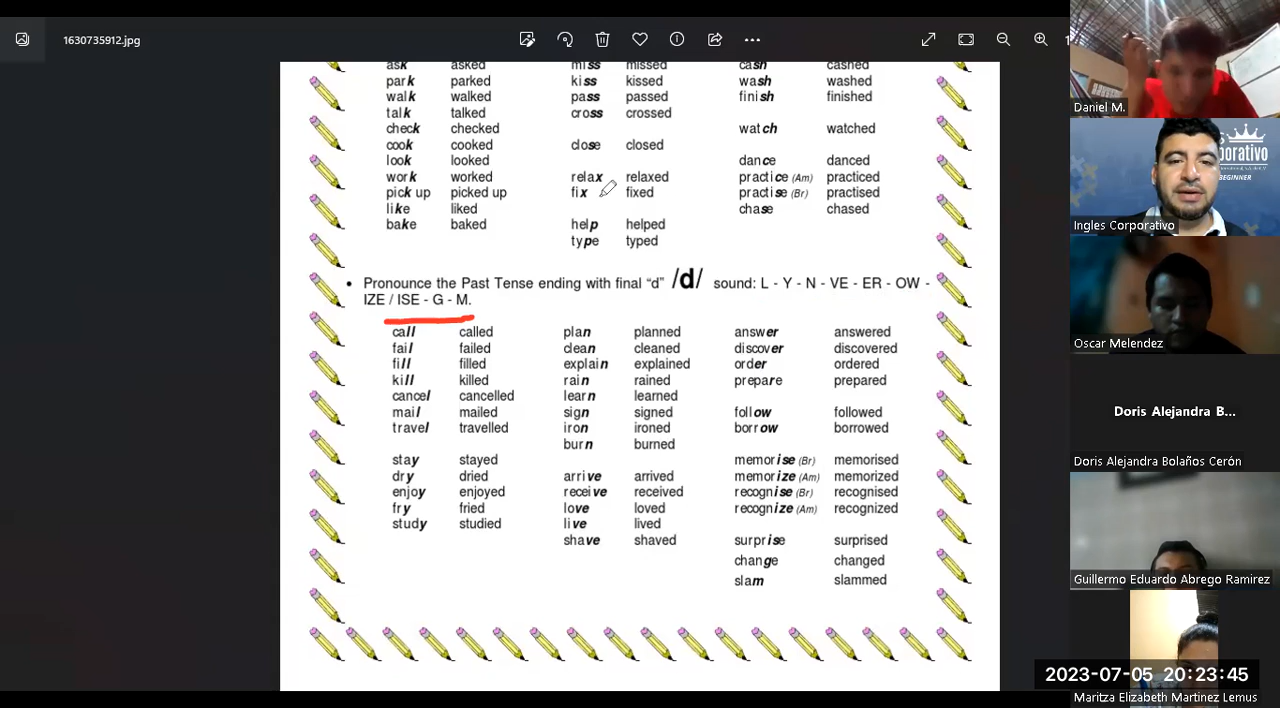 1630735912.jpg
ask asked miss missed cash cashed
park parked kiss kissed wash washed
walk walked pass passed finish finished
talk talked cross crossed
check checked watch watched
cook cooked close closed
look looked dance danced
work worked relax relaxed practice (Am) practiced
pick up picked up fix fixed practise (Br) practised
like liked chase chased
bake baked help helped
type typed
• Pronounce the Past Tense ending with final “d” /d/ sound: L - Y - N - VE - ER - OW -
IZE / ISE - G - M.
call called plan planned answer answered
fail failed clean cleaned discover discovered
fill filled explain explained order ordered
kill killed rain rained prepare prepared
cancel cancelled learn learned
mail mailed sign signed follow followed
travel travelled iron ironed borrow borrowed
burn burned
stay stayed memorise (Br) memorised
dry dried arrive arrived memorize (Am) memorized
enjoy enjoyed receive received recognise (Br) recognised
fry fried love loved recognize (Am) recognized
study studied live lived
shave shaved surprise surprised
change changed
slam slammed
Daniel M.
orporativo
BEGINNER
Ingles Corporativo
Oscar Melendez
Doris Alejandra B...
Doris Alejandra Bolaños Cerón
Guillermo Eduardo Abrego Ramirez
2023-07-05 20:23:45
Maritza Elizabeth Martinez Lemus